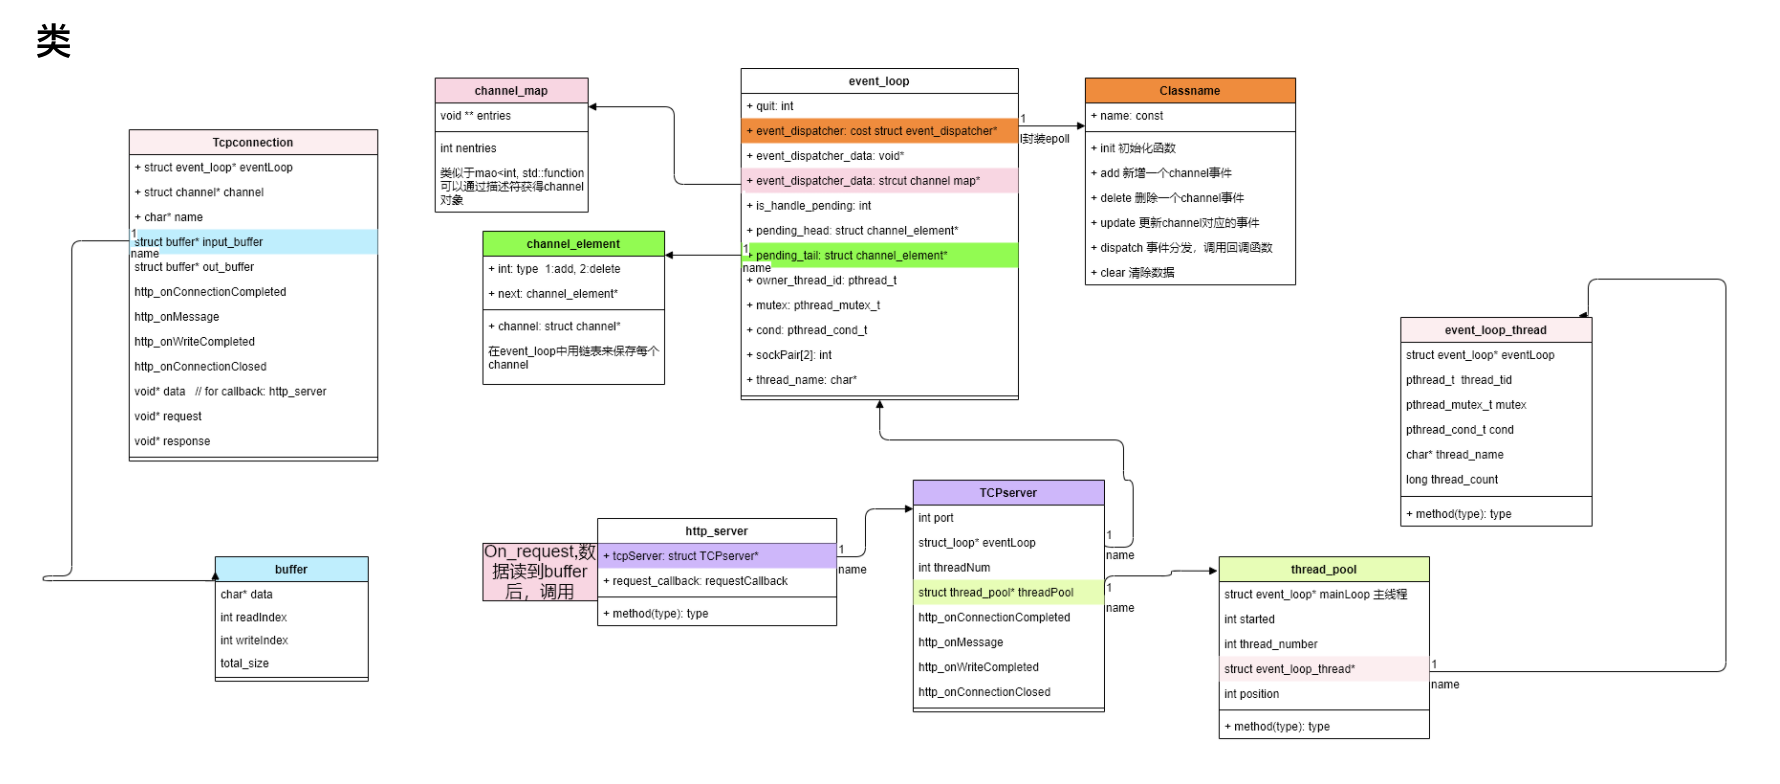 类
channel_map
void ** entries
int nentries
类似于mao<int, std::function
可以通过描述符获得channel
对象
event_loop
+ quit: int
+ event_dispatcher: cost struct event_dispatcher*
+ event_dispatcher_data: void*
+ event_dispatcher_data: strcut channel map*
+ is_handle_pending: int
+ pending_head: struct channel_element*
+ pending_tail: struct channel_element*
+ owner_thread_id: pthread_t
+ mutex: pthread_mutex_t
+ cond: pthread_cond_t
+ sockPair[2]: int
+ thread_name: char*
1
l封装epoll
Classname
+ name: const
+ init 初始化函数
+ add 新增一个channel事件
+ delete 删除一个channel事件
+ update 更新channel对应的事件
+ dispatch 事件分发，调用回调函数
+ clear 清除数据
Tcpconnection
+ struct event_loop* eventLoop
+ struct channel* channel
+ char* name
1
struct buffer* input_buffer
name
struct buffer* out_buffer
http_onConnectionCompleted
http_onMessage
http_onWriteCompleted
http_onConnectionClosed
void* data // for callback: http_server
void* request
void* response
channel_element
+ int: type 1:add, 2:delete
+ next: channel_element*
+ channel: struct channel*
在event_loop中用链表来保存每个
channel
1
name
event_loop_thread
struct event_loop* eventLoop
pthread_t thread_tid
pthread_mutex_t mutex
pthread_cond_t cond
char* thread_name
long thread_count
+ method(type): type
buffer
char* data
int readIndex
int writeIndex
total_size
On_request,数
据读到buffer
后，调用
http_server
+ tcpServer: struct TCPserver*
+ request_callback: requestCallback
+ method(type): type
1
name
TCPserver
int port
struct_loop* eventLoop
int threadNum
struct thread_pool* threadPool
http_onConnectionCompleted
http_onMessage
http_onWriteCompleted
http_onConnectionClosed
1
name
1
name
thread_pool
struct event_loop* mainLoop 主线程
int started
int thread_number
struct event_loop_thread*
int position
+ method(type): type
1
name